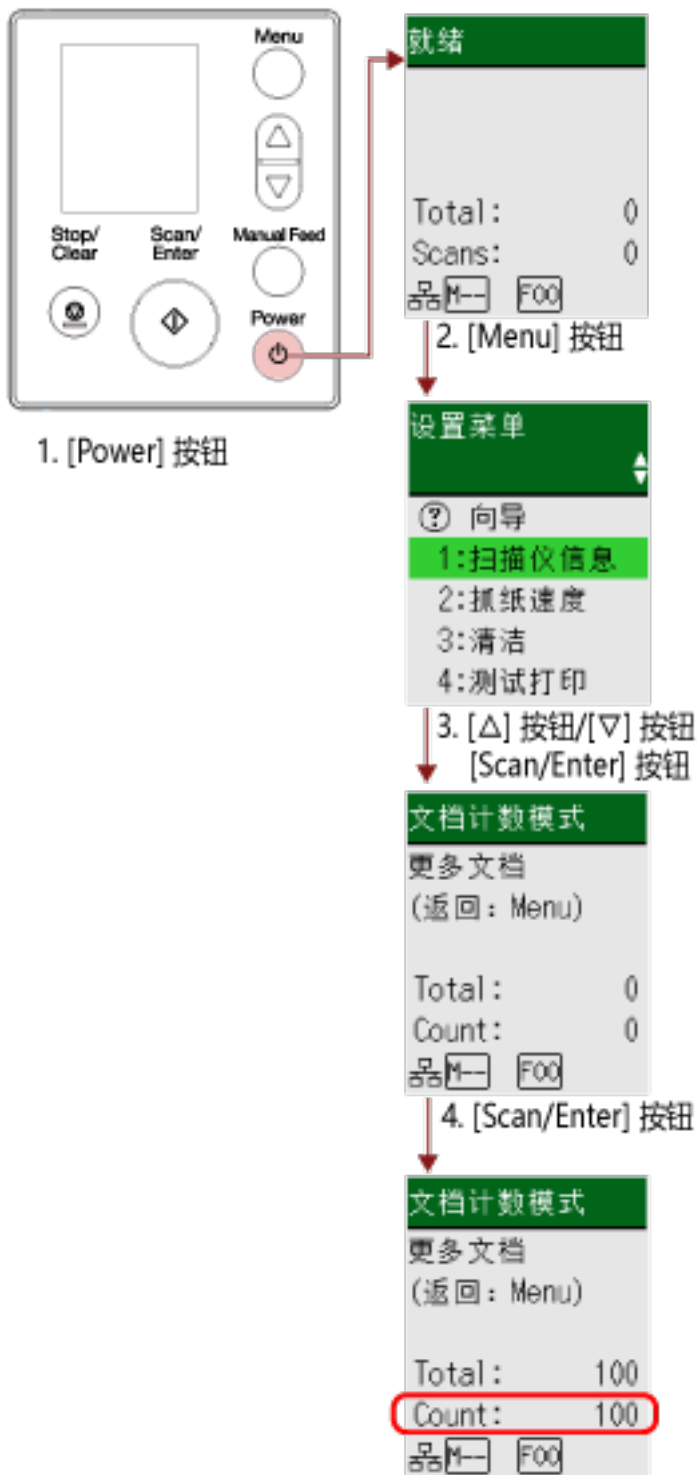 Menu
Stop/
Clear
Scan/
Enter
Manual Feed
Power
1. [Power] 按钮
就绪
Total: 0
Scans: 0
M-- F00
2. [Menu] 按钮
设置菜单
? 向导
1:扫描仪信息
2:抓纸速度
3:清洁
4:测试打印
3. [△] 按钮/[▽] 按钮
[Scan/Enter] 按钮
文档计数模式
更多文档
(返回: Menu)
Total: 0
Count: 0
M-- F00
4. [Scan/Enter] 按钮
文档计数模式
更多文档
(返回: Menu)
Total: 100
Count: 100
M-- F00